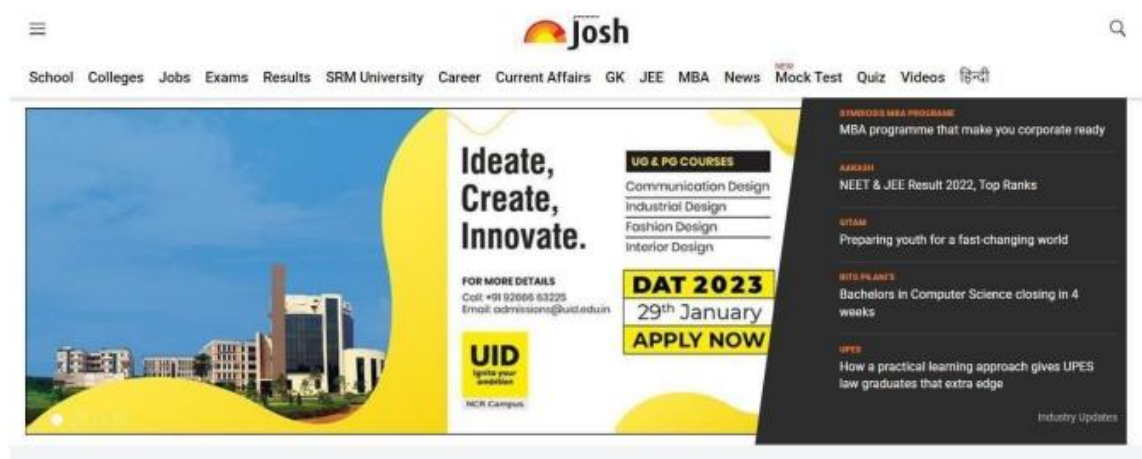 Josh
School Colleges Jobs Exams Results SRM University Career Current Affairs GK JEE MBA News Mock Test Quiz Videos हिन्दी
NEW
Ideate,
Create,
Innovate.
FOR MORE DETAILS
Call: +91 92666 63225
Email: admissions@uid.edu.in
UID
Ignite your
ambition
NCR Campus
UG & PG COURSES
Communication Design
Industrial Design
Fashion Design
Interior Design
DAT 2023
29th January
APPLY NOW
SYMBIOSIS MBA PROGRAME
MBA programme that make you corporate ready
AAKASH
NEET & JEE Result 2022, Top Ranks
GITAM
Preparing youth for a fast-changing world
BITS PILANI'S
Bachelors in Computer Science closing in 4
weeks
UPES
How a practical learning approach gives UPES
law graduates that extra edge
Industry Updates